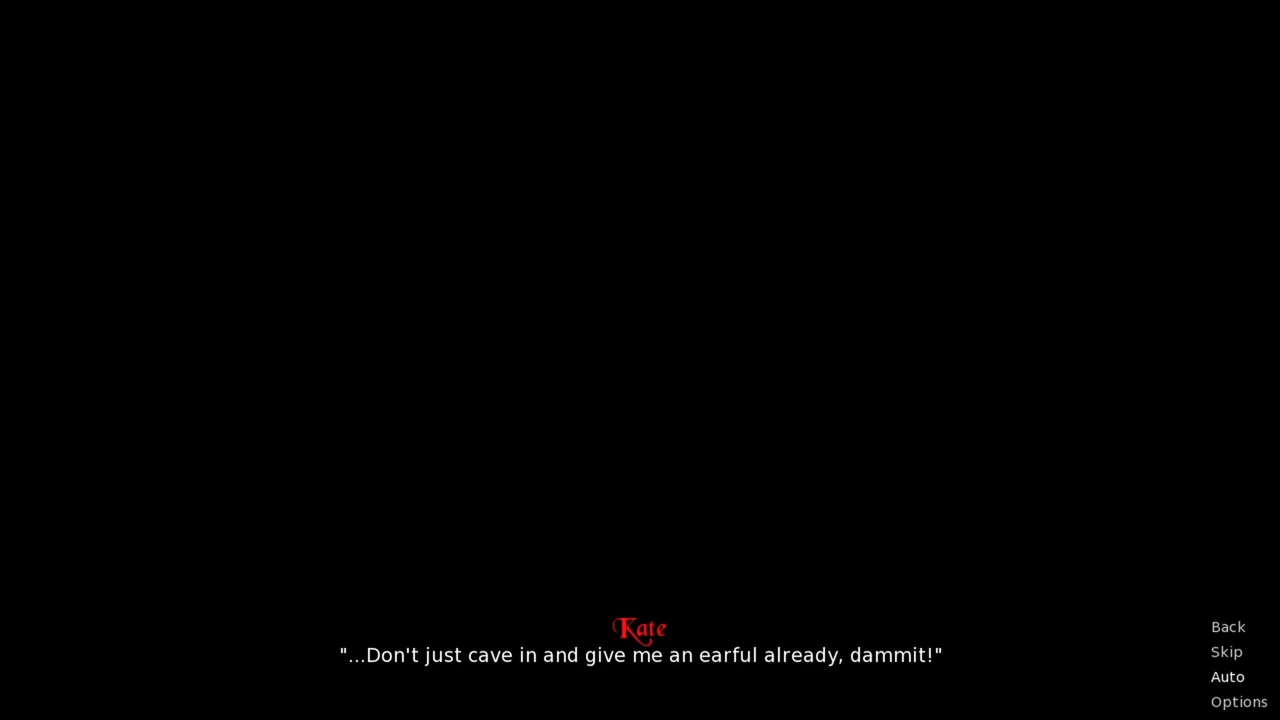 Kate
"...Don't just cave in and give me an earful already, dammit!"
Back
Skip
Auto
Options